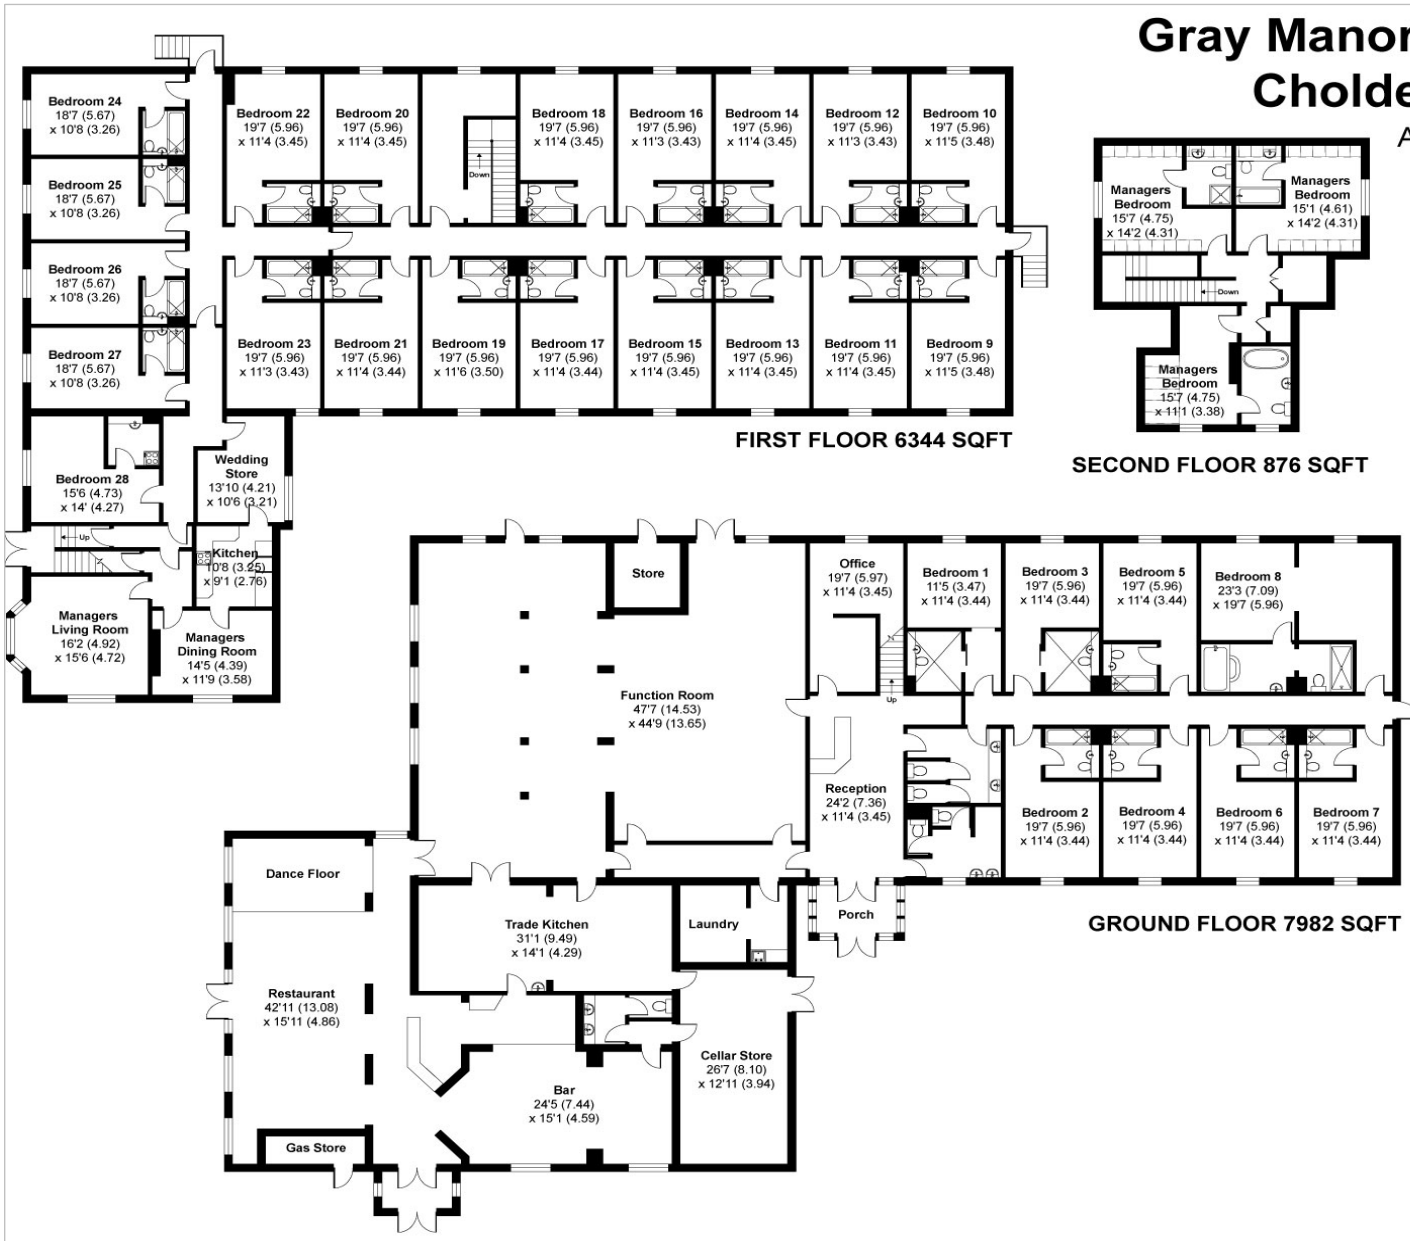 Gray Manor
Cholde
A
Bedroom 24
18'7 (5.67)
x 10'8 (3.26)
Bedroom 25
18'7 (5.67)
x 10'8 (3.26)
Bedroom 26
18'7 (5.67)
x 10'8 (3.26)
Bedroom 27
18'7 (5.67)
x 10'8 (3.26)
Bedroom 22
19'7 (5.96)
x 11'4 (3.45)
Bedroom 20
19'7 (5.96)
x 11'4 (3.45)
Down
Bedroom 18
19'7 (5.96)
x 11'4 (3.45)
Bedroom 16
19'7 (5.96)
x 11'3 (3.43)
Bedroom 14
19'7 (5.96)
x 11'4 (3.45)
Bedroom 12
19'7 (5.96)
x 11'3 (3.43)
Bedroom 10
19'7 (5.96)
x 11'5 (3.48)
Bedroom 23
19'7 (5.96)
x 11'3 (3.43)
Bedroom 21
19'7 (5.96)
x 11'4 (3.44)
Bedroom 19
19'7 (5.96)
x 11'6 (3.50)
Bedroom 17
19'7 (5.96)
x 11'4 (3.44)
Bedroom 15
19'7 (5.96)
x 11'4 (3.45)
Bedroom 13
19'7 (5.96)
x 11'4 (3.45)
Bedroom 11
19'7 (5.96)
x 11'4 (3.45)
Bedroom 9
19'7 (5.96)
x 11'5 (3.48)
FIRST FLOOR 6344 SQFT
Managers
Bedroom
15'7 (4.75)
x 14'2 (4.31)
Managers
Bedroom
15'1 (4.61)
x 14'2 (4.31)
Down
Managers
Bedroom
15'7 (4.75)
x 11'1 (3.38)
SECOND FLOOR 876 SQFT
Bedroom 28
15'6 (4.73)
x 14' (4.27)
Wedding
Store
13'10 (4.21)
x 10'6 (3.21)
Up
Kitchen
10'8 (3.25)
x 9'1 (2.76)
Managers
Living Room
16'2 (4.92)
x 15'6 (4.72)
Managers
Dining Room
14'5 (4.39)
x 11'9 (3.58)
Store
Office
19'7 (5.97)
x 11'4 (3.45)
Bedroom 1
11'5 (3.47)
x 11'4 (3.44)
Bedroom 3
19'7 (5.96)
x 11'4 (3.44)
Bedroom 5
19'7 (5.96)
x 11'4 (3.44)
Bedroom 8
23'3 (7.09)
x 19'7 (5.96)
Function Room
47'7 (14.53)
x 44'9 (13.65)
Up
Reception
24'2 (7.36)
x 11'4 (3.45)
Bedroom 2
19'7 (5.96)
x 11'4 (3.44)
Bedroom 4
19'7 (5.96)
x 11'4 (3.44)
Bedroom 6
19'7 (5.96)
x 11'4 (3.44)
Bedroom 7
19'7 (5.96)
x 11'4 (3.44)
Dance Floor
Trade Kitchen
31'1 (9.49)
x 14'1 (4.29)
Laundry
Porch
GROUND FLOOR 7982 SQFT
Restaurant
42'11 (13.08)
x 15'11 (4.86)
Cellar Store
26'7 (8.10)
x 12'11 (3.94)
Bar
24'5 (7.44)
x 15'1 (4.59)
Gas Store